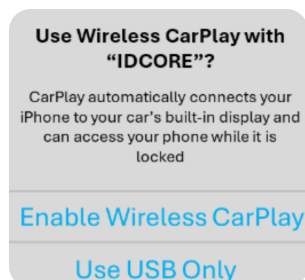 Use Wireless CarPlay with
“IDCORE”?
CarPlay automatically connects your
iPhone to your car's built-in display and
can access your phone while it is
locked
Enable Wireless CarPlay
Use USB Only